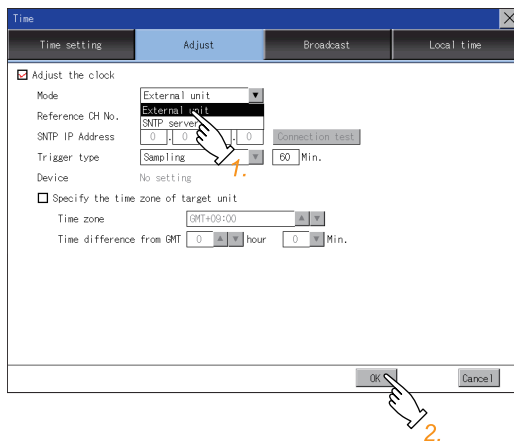 Time
Time setting Adjust Broadcast Local time
Adjust the clock
Mode External unit
External unit
Reference CH No.
SNTP server
SNTP IP Address 0 . 0 . 0 Connection test
1.
Trigger type Sampling 60 Min.
Device No setting
Specify the time zone of target unit
Time zone GMT+09:00
Time difference from GMT 0 hour 0 Min.
OK Cancel
2.